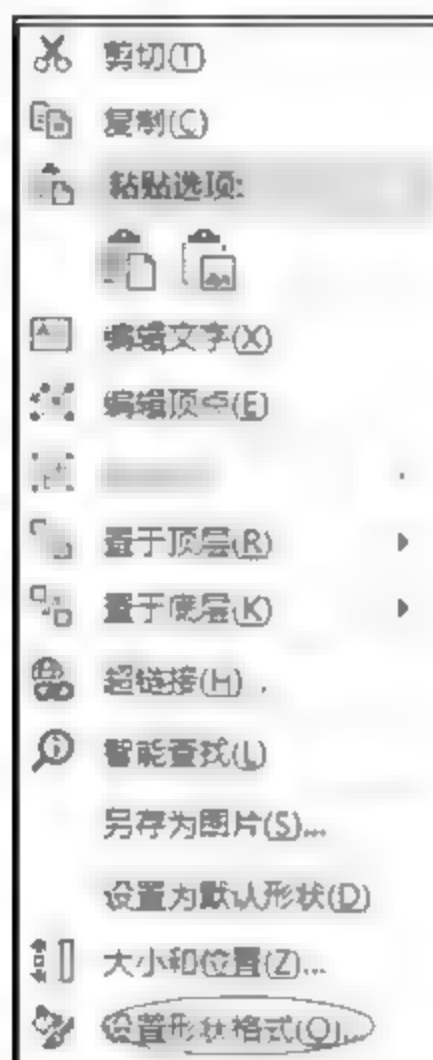 剪切(T)
复制(C)
粘贴选项:
编辑文字(X)
编辑顶点(E)
置于顶层(R)
置于底层(K)
超链接(H)
智能查找(L)
另存为图片(S)...
设置为默认形状(D)
大小和位置(Z)...
设置形状格式(O)...